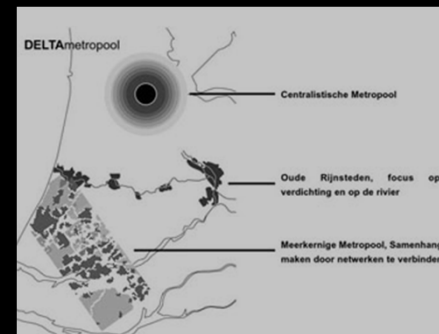 DELTAmetropool
Centralistische Metropool
Oude Rijnsteden, focus op
verdichting en op de rivier
Meerkernige Metropool, Samenhang
maken door netwerken te verbinden